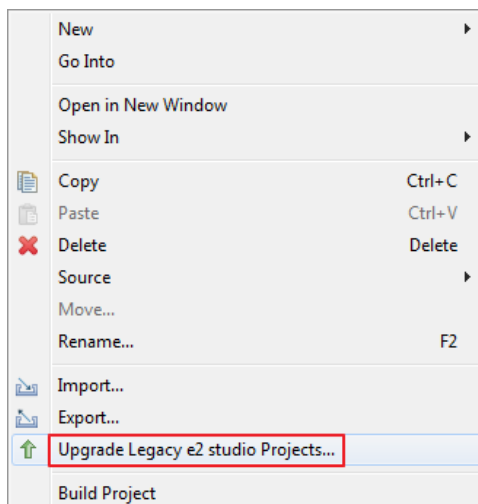 New
Go Into
Open in New Window
Show In
Copy Ctrl+C
Paste Ctrl+V
Delete Delete
Source
Move...
Rename... F2
Import...
Export...
Upgrade Legacy e2 studio Projects...
Build Project